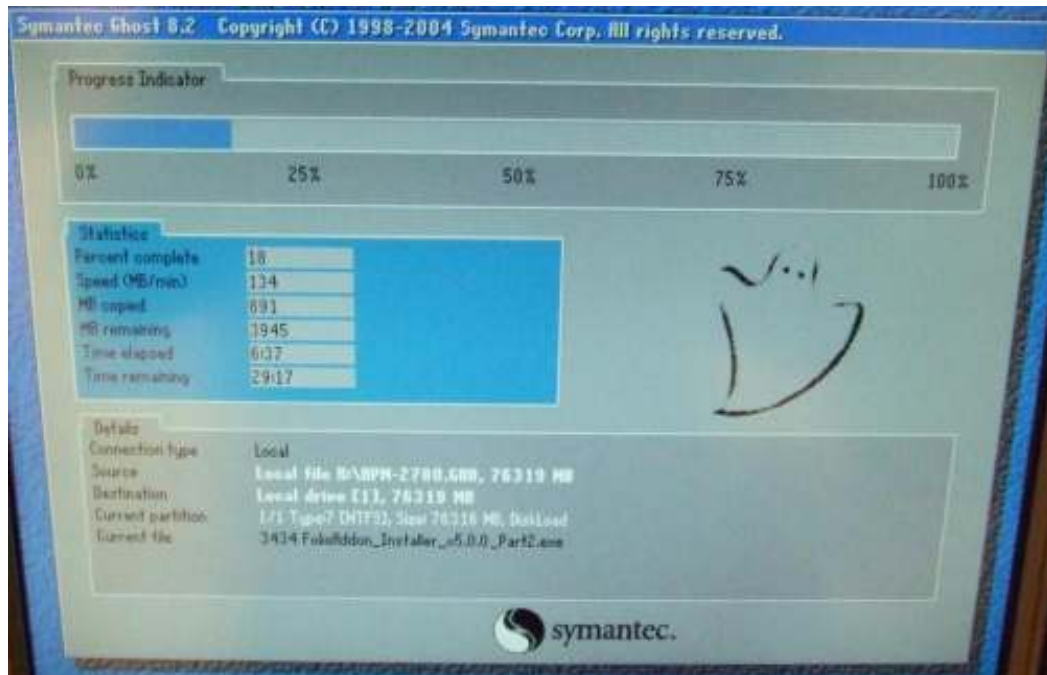 Symantec Ghost 8.2 Copyright (C) 1998-2004 Symantec Corp. All rights reserved.
Progress Indicator
0% 25% 50% 75% 100%
Statistics
Percent complete 18
Speed (MB/min) 134
MB copied 891
MB remaining 3945
Time elapsed 6:37
Time remaining 29:17
Details
Connection type Local
Source Local file 76319 MB
Destination Local drive [1], 76319 MB
Current partition 1/1 Type:7 [NTFS], Size: 76316 MB, DiskLoad
Current file 3434
symantec.